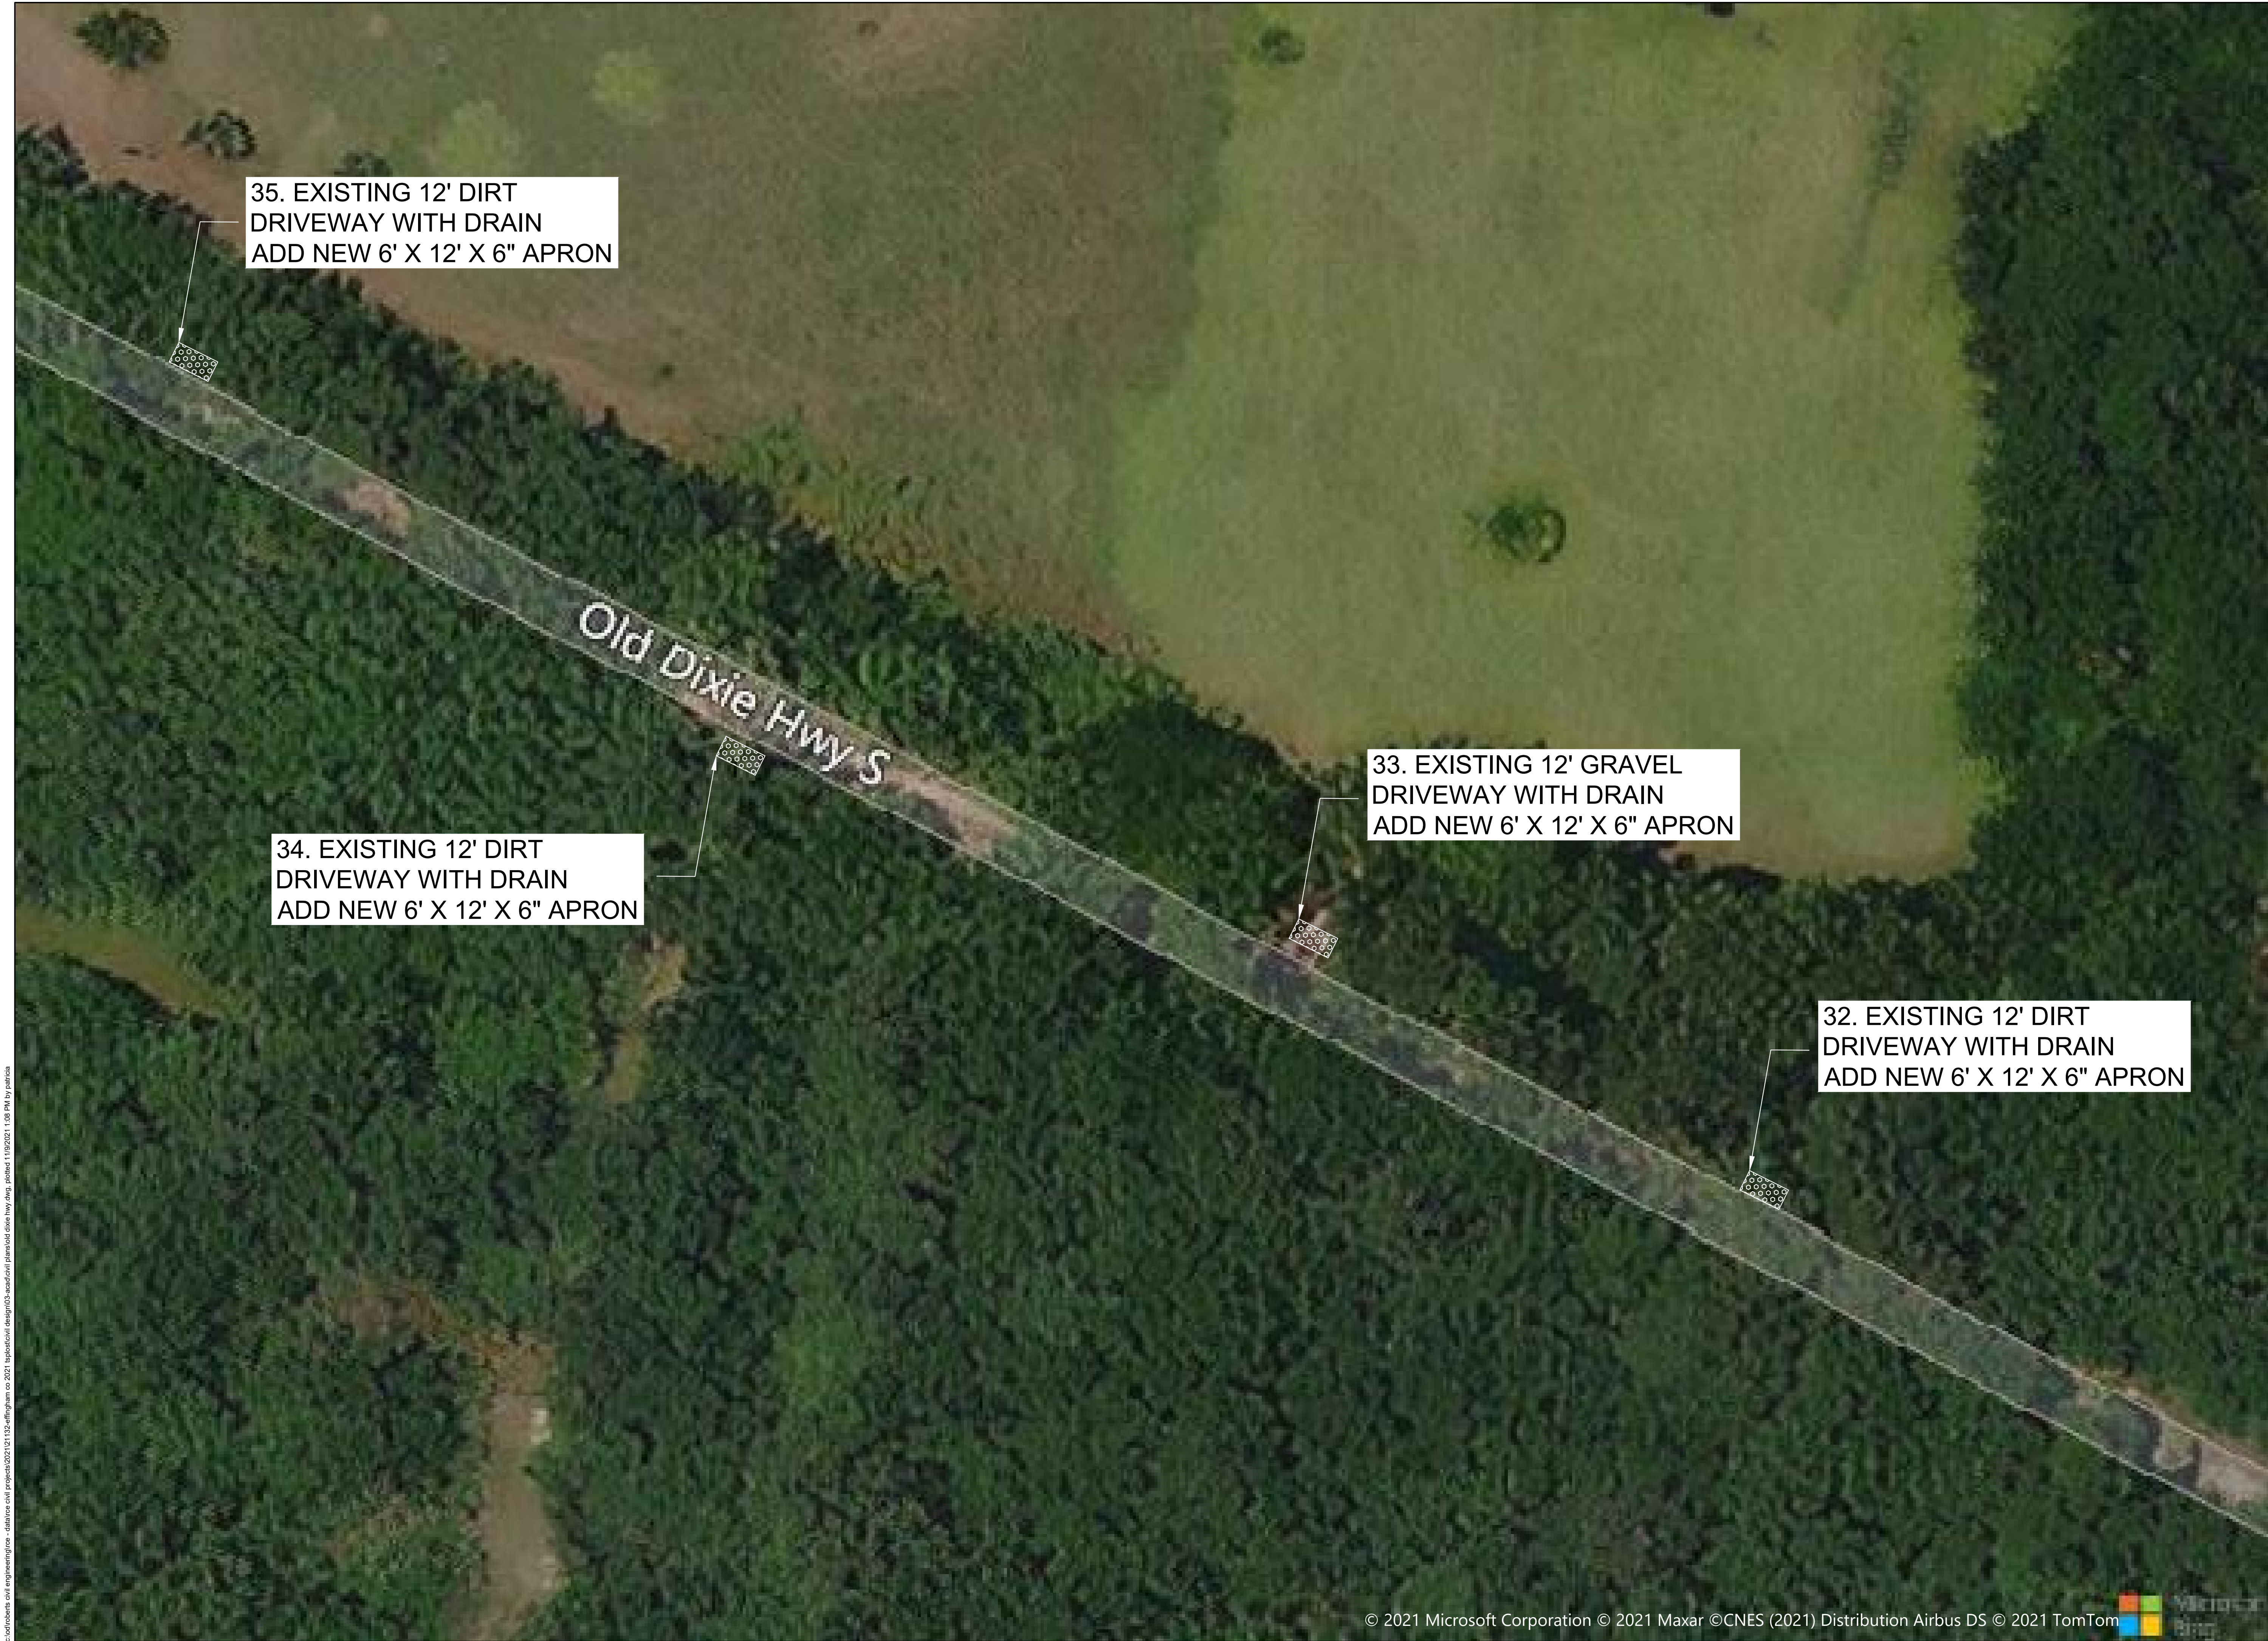 35. EXISTING 12' DIRT
DRIVEWAY WITH DRAIN
ADD NEW 6' X 12' X 6" APRON
Old Dixie Hwy S
33. EXISTING 12' GRAVEL
DRIVEWAY WITH DRAIN
ADD NEW 6' X 12' X 6" APRON
34. EXISTING 12' DIRT
DRIVEWAY WITH DRAIN
ADD NEW 6' X 12' X 6" APRON
32. EXISTING 12' DIRT
DRIVEWAY WITH DRAIN
ADD NEW 6' X 12' X 6" APRON
© 2021 Microsoft Corporation © 2021 Maxar ©CNES (2021) Distribution Airbus DS © 2021 TomTom
Microsoft
Bing